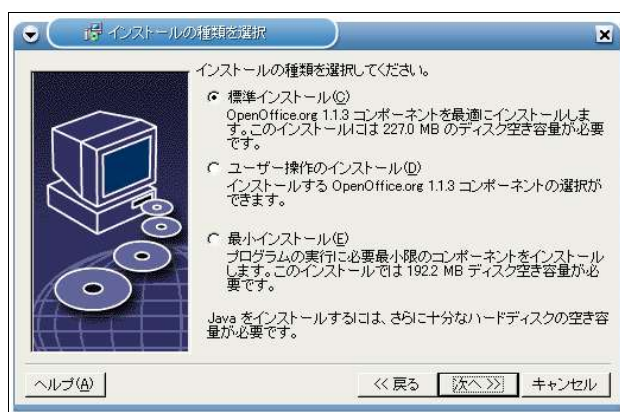 インストールの種類を選択
インストールの種類を選択してください。
標準インストール(C)
OpenOffice.org 1.1.3 コンポーネントを最適にインストールしま
す。このインストールには 227.0 MB のディスク空き容量が必要
です。
ユーザー操作のインストール(D)
インストールする OpenOffice.org 1.1.3 コンポーネントの選択が
できます。
最小インストール(E)
プログラムの実行に必要最小限のコンポーネントをインストール
します。このインストールでは 192.2 MB ディスク空き容量が必
要です。
Java をインストールするには、さらに十分なハードディスクの空き容
量が必要です。
ヘルプ(A)
<< 戻る
次へ >>
キャンセル